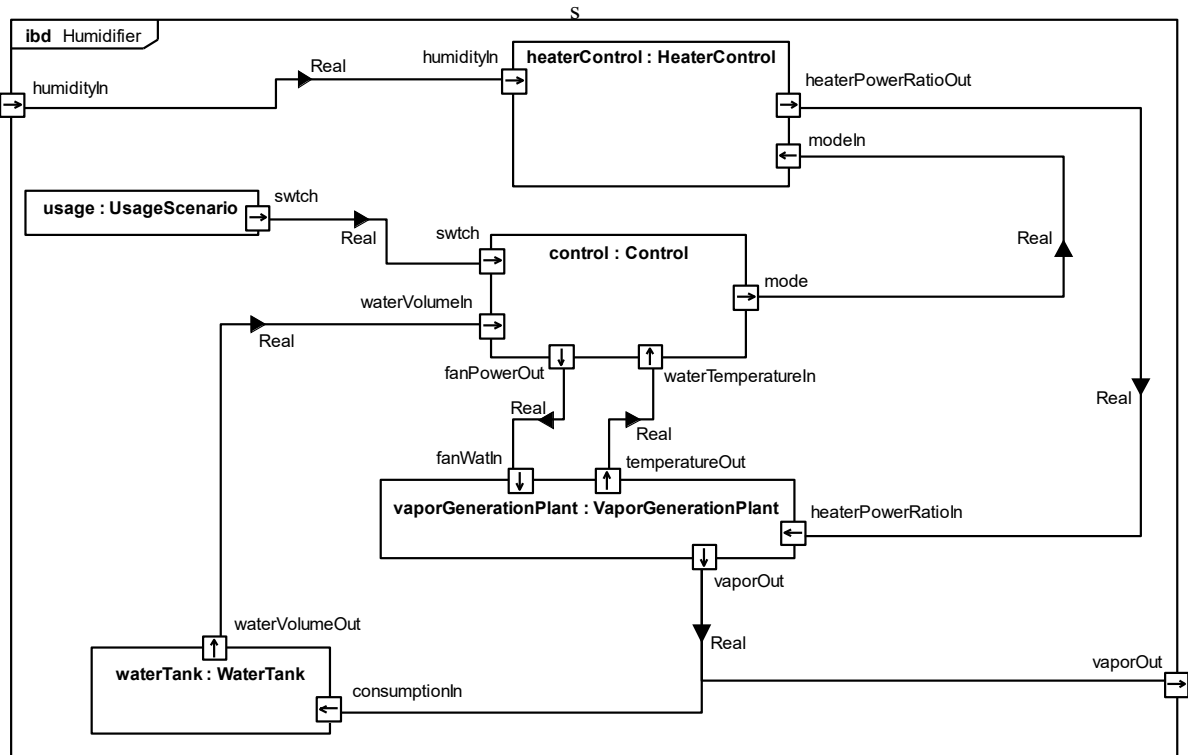 S
ibd Humidifier
humidityIn
Real
humidityIn
heaterControl : HeaterControl
heaterPowerRatioOut
modeIn
usage : UsageScenario
swtch
Real
swtch
control : Control
mode
Real
waterVolumeIn
Real
fanPowerOut
waterTemperatureIn
Real
Real
Real
fanWatIn
temperatureOut
vaporGenerationPlant : VaporGenerationPlant
heaterPowerRatioIn
vaporOut
Real
waterVolumeOut
waterTank : WaterTank
consumptionIn
vaporOut